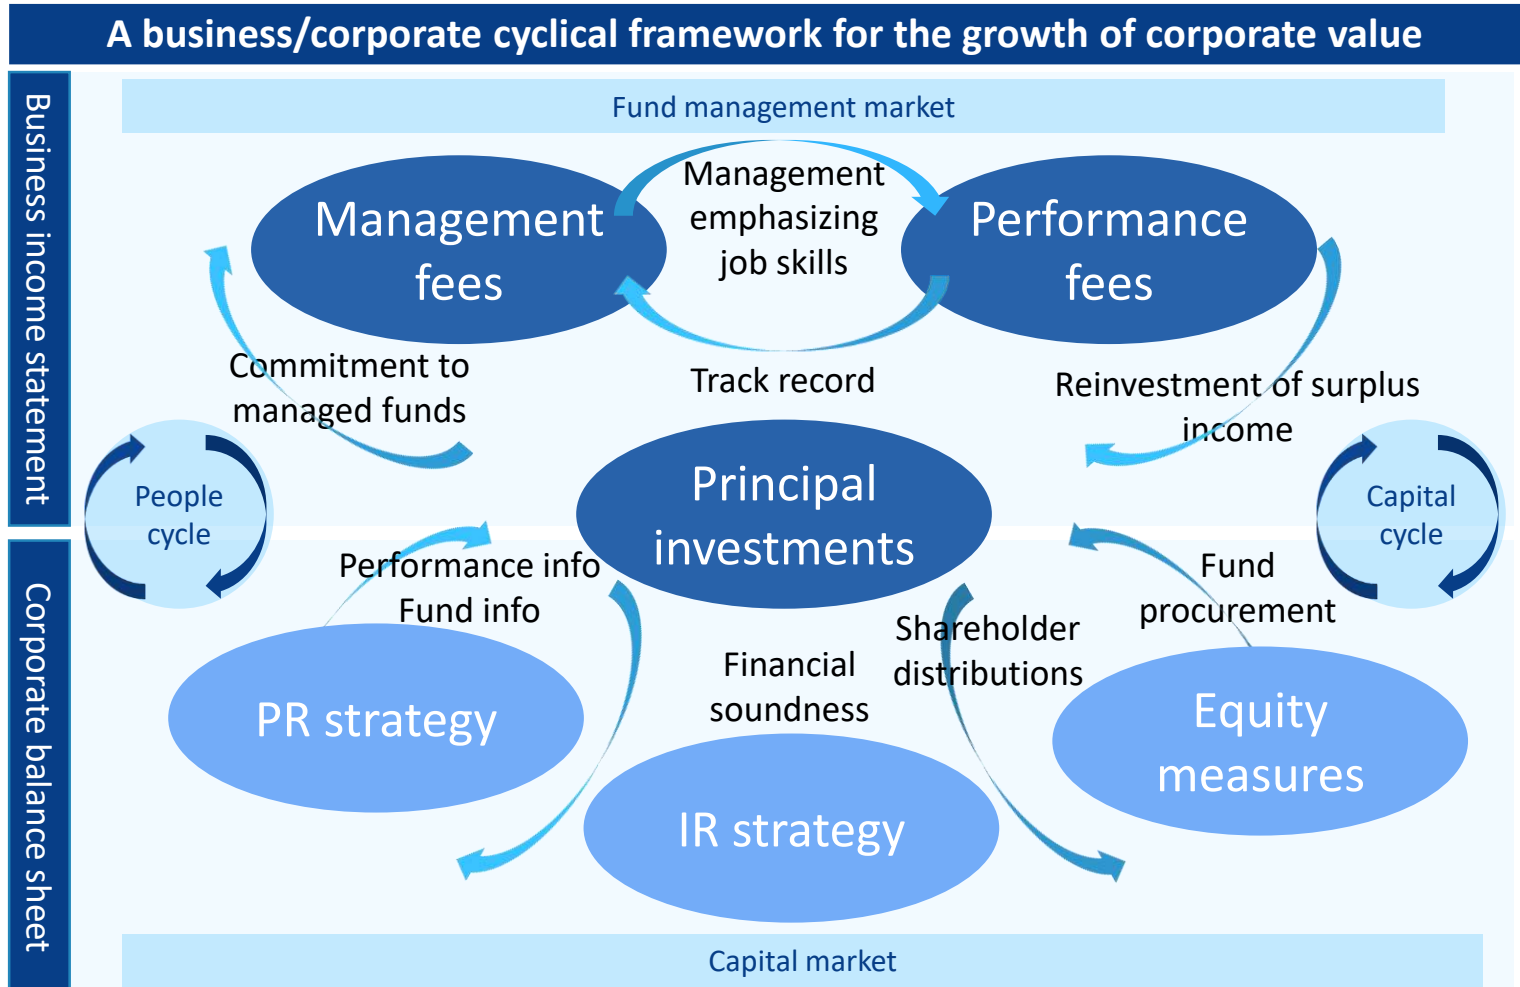 A business/corporate cyclical framework for the growth of corporate value
Business income statement
Fund management market
Management
fees
Management
emphasizing
job skills
Performance
fees
Commitment to
managed funds
Track record
Reinvestment of surplus
income
People
cycle
Principal
investments
Capital
cycle
Corporate balance sheet
Performance info
Fund info
Fund
procurement
Shareholder
distributions
Financial
soundness
PR strategy
Equity
measures
IR strategy
Capital market